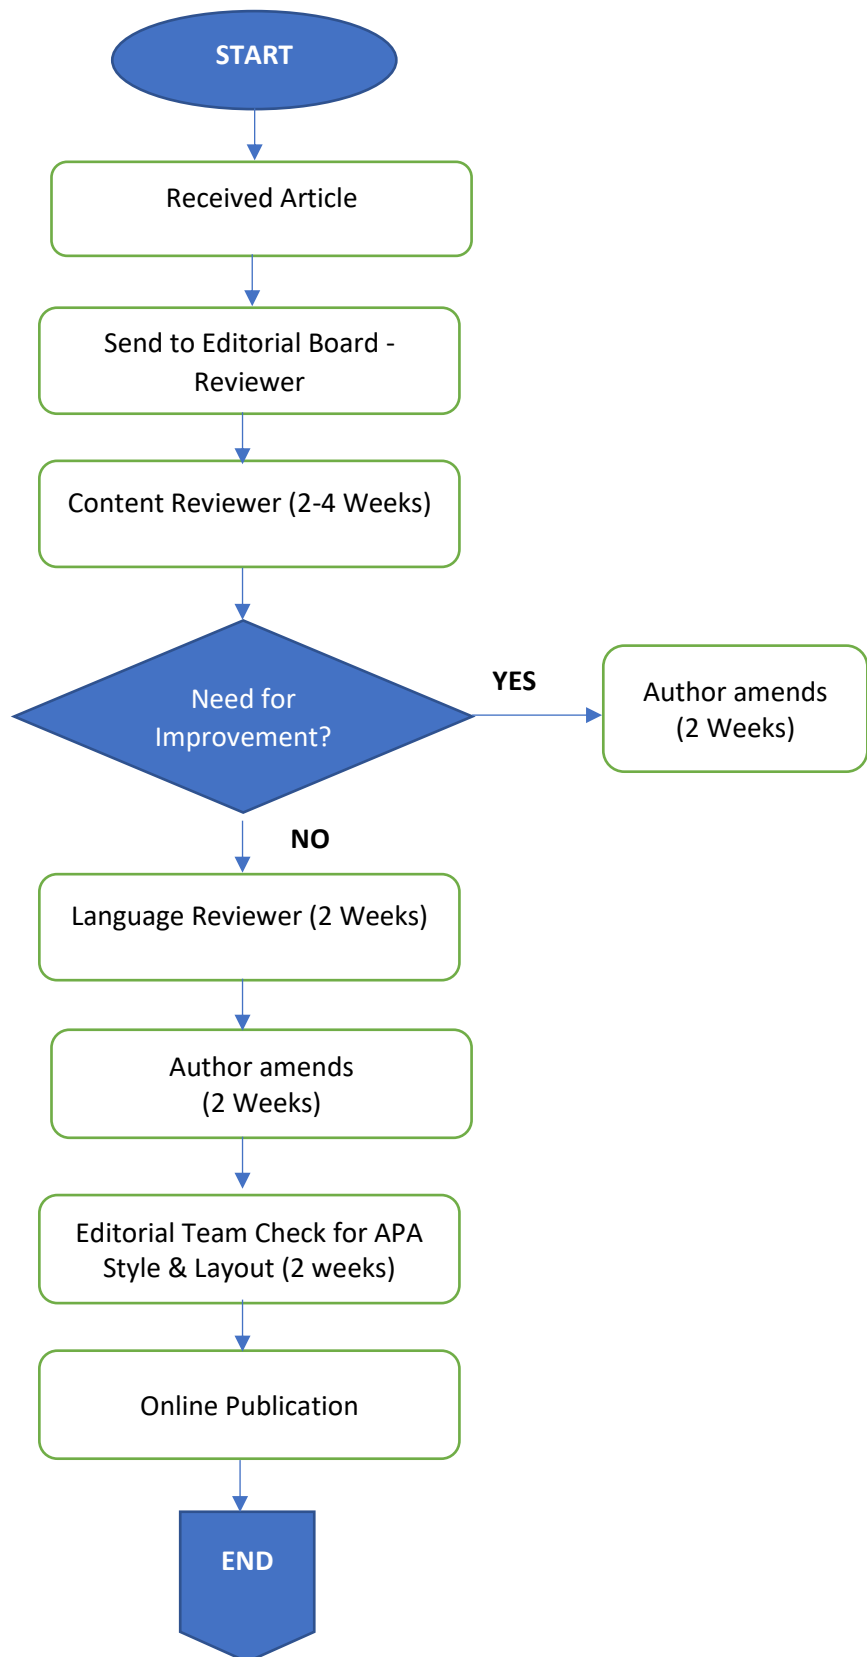 START
Received Article
Send to Editorial Board -
Reviewer
Content Reviewer (2-4 Weeks)
Need for
Improvement?
YES
Author amends
(2 Weeks)
NO
Language Reviewer (2 Weeks)
Author amends
(2 Weeks)
Editorial Team Check for APA
Style & Layout (2 weeks)
Online Publication
END